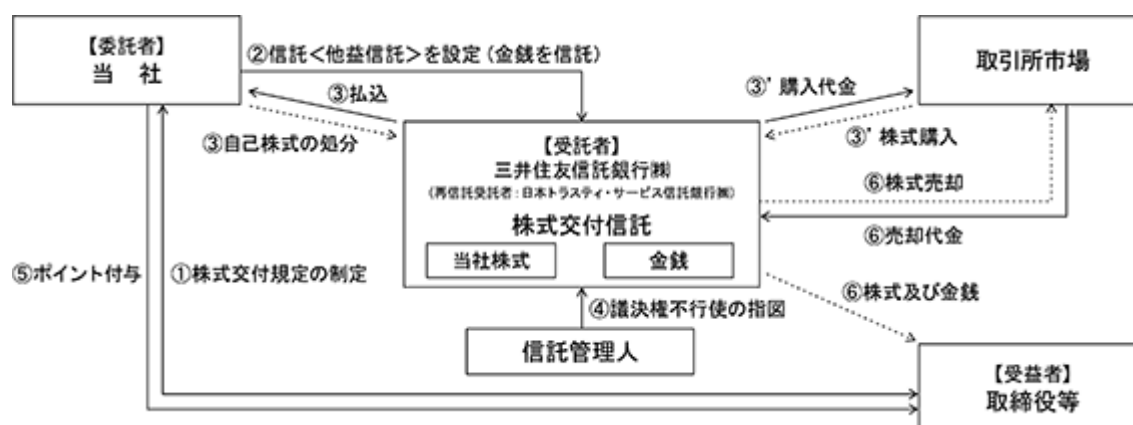 【委託者】
当　社
②信託＜他益信託＞を設定（金銭を信託）
③払込
③自己株式の処分
③’購入代金
取引所市場
③’株式購入
【受託者】
三井住友信託銀行㈱
（再信託受託者：日本トラスティ・サービス信託銀行㈱）
株式交付信託
当社株式
金銭
⑥株式売却
⑥売却代金
⑤ポイント付与
①株式交付規定の制定
④議決権不行使の指図
⑥株式及び金銭
信託管理人
【受益者】
取締役等